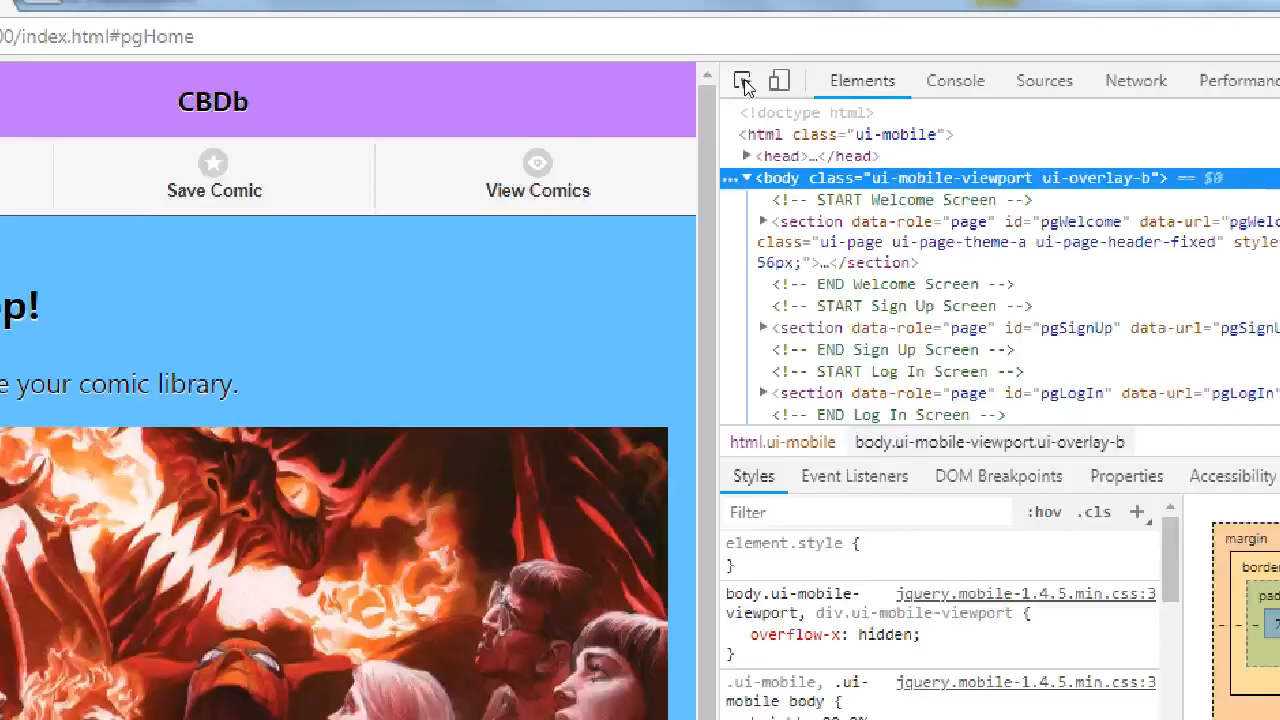 00/index.html#pgHome
CBDb
Save Comic
View Comics
op!
e your comic library.
Elements Console Sources Network Performanc
<!doctype html>
<html class="ui-mobile">
<head>…</head>
<body class="ui-mobile-viewport ui-overlay-b"> == $0
<!-- START Welcome Screen -->
<section data-role="page" id="pgWelcome" data-url="pgWelc
class="ui-page ui-page-theme-a ui-page-header-fixed" style
56px;">…</section>
<!-- END Welcome Screen -->
<!-- START Sign Up Screen -->
<section data-role="page" id="pgSignUp" data-url="pgSignU
<!-- END Sign Up Screen -->
<!-- START Log In Screen -->
<section data-role="page" id="pgLogIn" data-url="pgLogIn"
<!-- END Log In Screen -->
html.ui-mobile body.ui-mobile-viewport.ui-overlay-b
Styles Event Listeners DOM Breakpoints Properties Accessibility
Filter :hov .cls +
element.style {
}
body.ui-mobile- jquery.mobile-1.4.5.min.css:3
viewport, div.ui-mobile-viewport {
overflow-x: hidden;
}
.ui-mobile, .ui- jquery.mobile-1.4.5.min.css:3
mobile body {
margin
border
pad
7